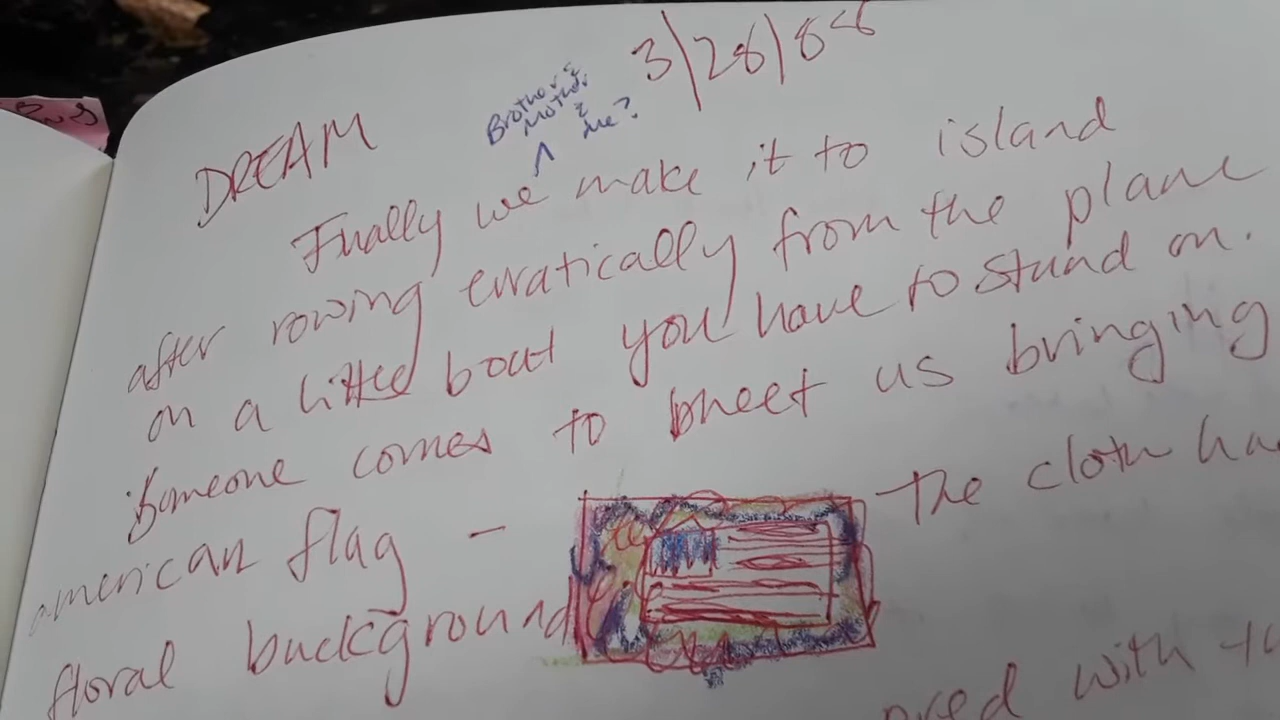 3/28/86
DREAM
Brother &
Mother
& me?
Finally we make it to island
after rowing erratically from the plane
on a little boat you have to stand on.
Someone comes to meet us bringing
american flag – The cloth ha
floral background
with